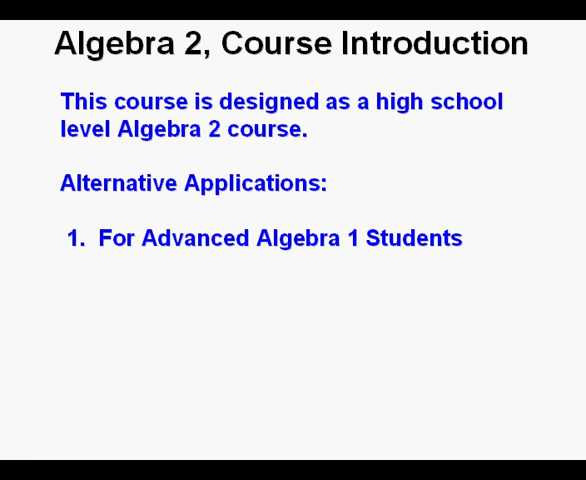 Algebra 2, Course Introduction
This course is designed as a high school
level Algebra 2 course.
Alternative Applications:
1. For Advanced Algebra 1 Students